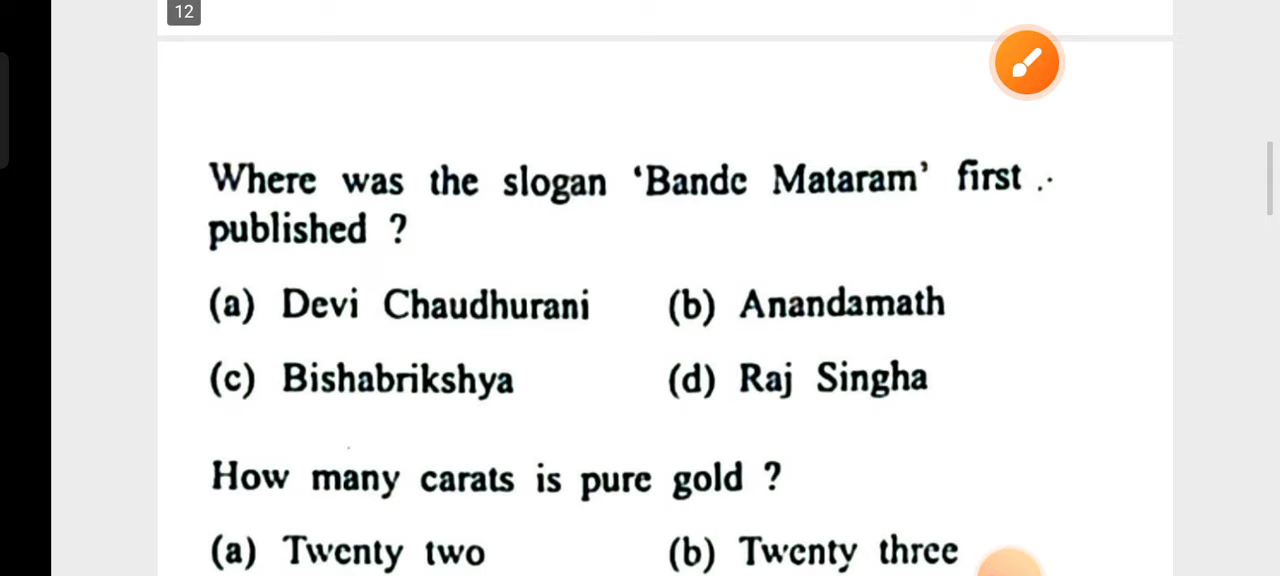 12
Where was the slogan 'Bande Mataram' first
published ?
(a) Devi Chaudhurani (b) Anandamath
(c) Bishabrikshya (d) Raj Singha
How many carats is pure gold ?
(a) Twenty two (b) Twenty three